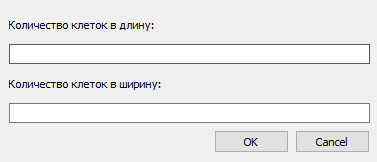 Количество клеток в длину:
Количество клеток в ширину:
OK Cancel